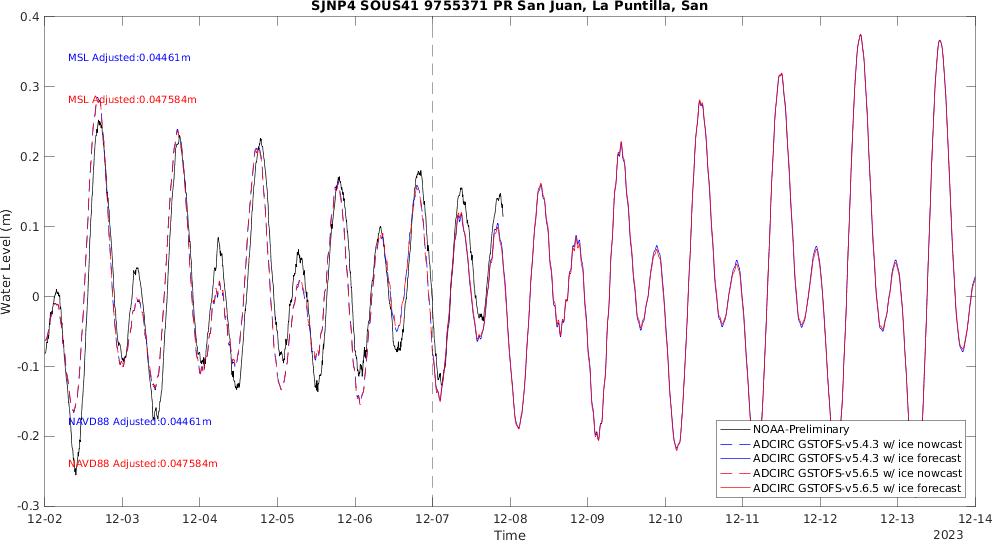 SJNP4 SOUS41 9755371 PR San Juan, La Puntilla, San
0.4
0.3
0.2
0.1
0
-0.1
-0.2
-0.3
Water Level (m)
MSL Adjusted:0.04461m
MSL Adjusted:0.047584m
NAVD88 Adjusted:0.04461m
NAVD88 Adjusted:0.047584m
NOAA-Preliminary
ADCIRC GSTOFS-v5.4.3 w/ ice nowcast
ADCIRC GSTOFS-v5.4.3 w/ ice forecast
ADCIRC GSTOFS-v5.6.5 w/ ice nowcast
ADCIRC GSTOFS-v5.6.5 w/ ice forecast
12-02 12-03 12-04 12-05 12-06 12-07 12-08 12-09 12-10 12-11 12-12 12-13 12-14
Time
2023